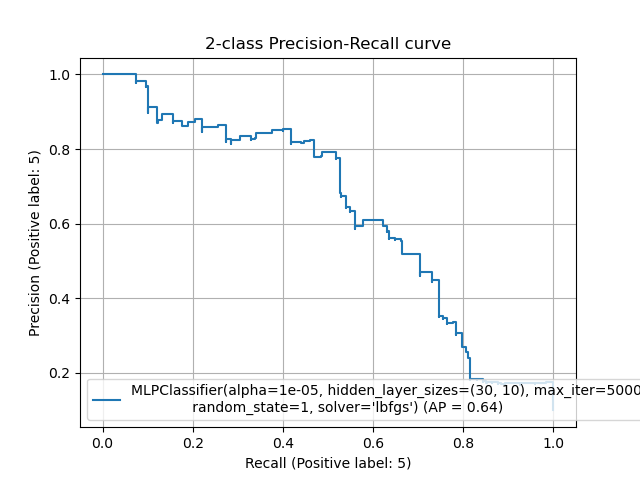 2-class Precision-Recall curve
1.0
0.8
0.6
0.4
0.2
Precision (Positive label: 5)
MLPClassifier(alpha=1e-05, hidden_layer_sizes=(30, 10), max_iter=5000
random_state=1, solver='lbfgs') (AP = 0.64)
0.0 0.2 0.4 0.6 0.8 1.0
Recall (Positive label: 5)